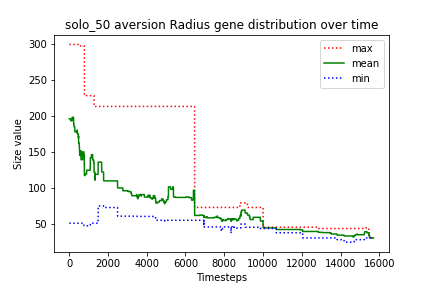 solo_50 aversion Radius gene distribution over time
max
mean
min
Size value
300
250
200
150
100
50
0 2000 4000 6000 8000 10000 12000 14000 16000
Timesteps